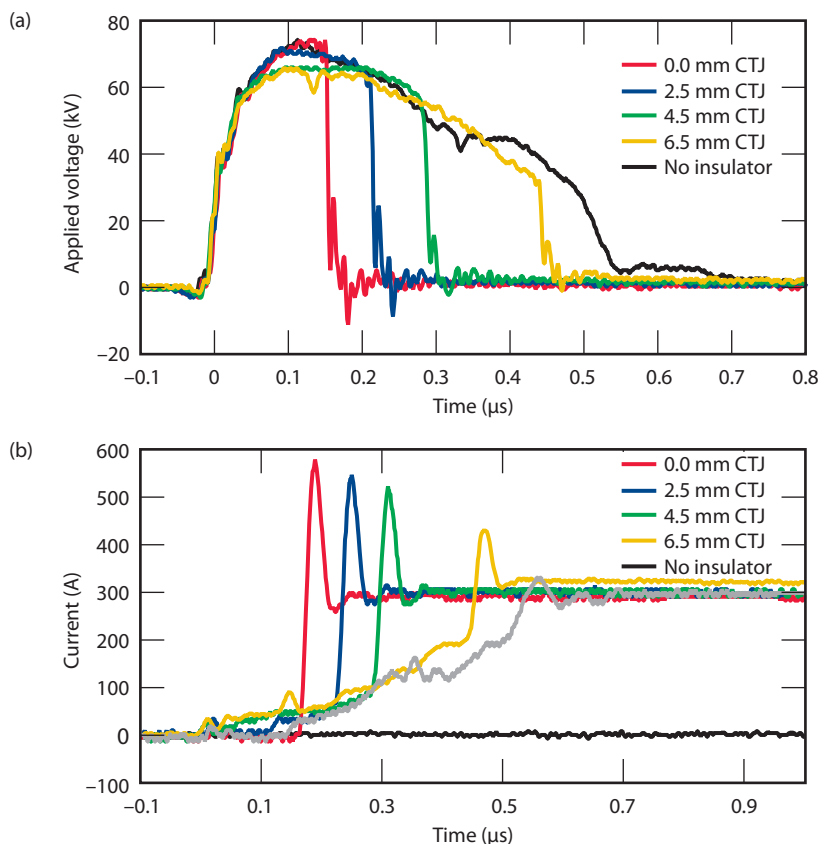 (a)
80
60
40
20
0
−20
Applied voltage (kV)
0.0 mm CTJ
2.5 mm CTJ
4.5 mm CTJ
6.5 mm CTJ
No insulator
−0.1 0 0.1 0.2 0.3 0.4 0.5 0.6 0.7 0.8
Time (μs)
(b)
600
500
400
300
200
100
0
−100
Current (A)
0.0 mm CTJ
2.5 mm CTJ
4.5 mm CTJ
6.5 mm CTJ
No insulator
−0.1 0.1 0.3 0.5 0.7 0.9
Time (μs)